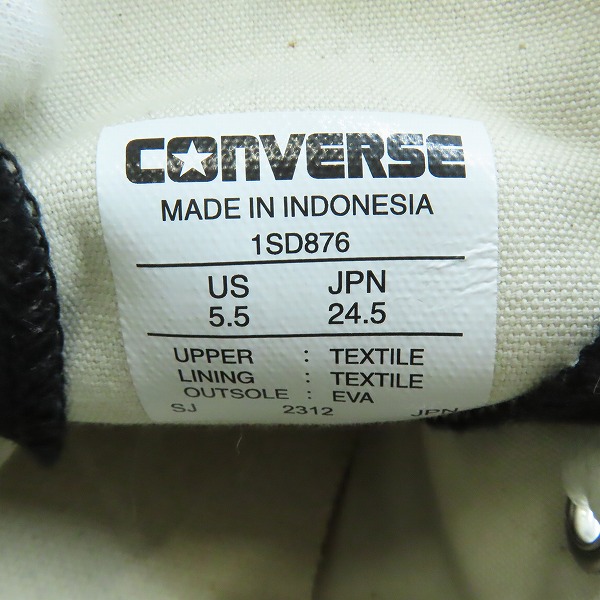 CONVERSE
MADE IN INDONESIA
1SD876
US JPN
5.5 24.5
UPPER : TEXTILE
LINING : TEXTILE
OUTSOLE : EVA
SJ 2312 JPN